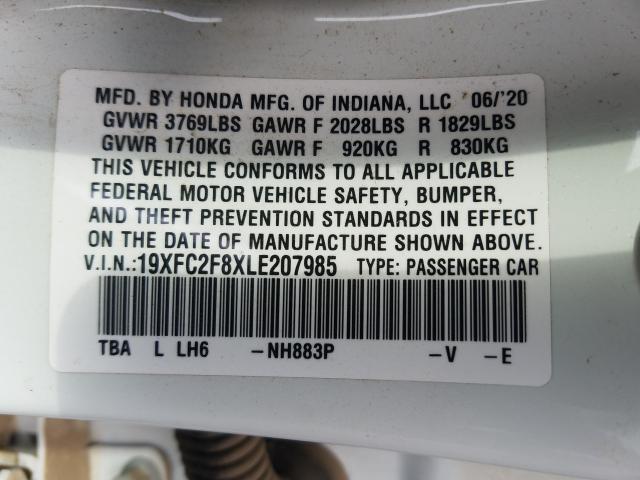 MFD. BY HONDA MFG. OF INDIANA, LLC 06/'20
GVWR 3769LBS GAWR F 2028LBS R 1829LBS
GVWR 1710KG GAWR F 920KG R 830KG
THIS VEHICLE CONFORMS TO ALL APPLICABLE
FEDERAL MOTOR VEHICLE SAFETY, BUMPER,
AND THEFT PREVENTION STANDARDS IN EFFECT
ON THE DATE OF MANUFACTURE SHOWN ABOVE.
V.I.N.:19XFC2F8XLE207985 TYPE: PASSENGER CAR
TBA L LH6 -NH883P -V -E